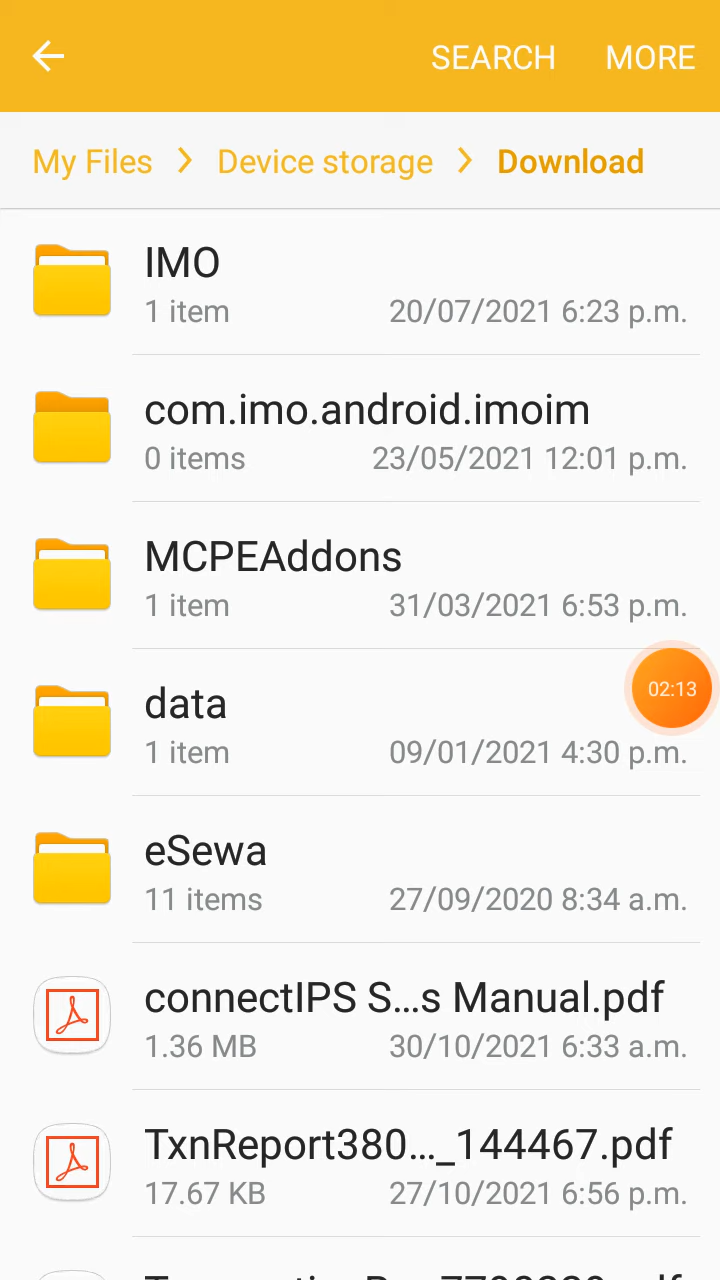 SEARCH MORE
My Files > Device storage > Download
IMO
1 item 20/07/2021 6:23 p.m.
com.imo.android.imoim
0 items 23/05/2021 12:01 p.m.
MCPEAddons
1 item 31/03/2021 6:53 p.m.
02:13
data
1 item 09/01/2021 4:30 p.m.
eSewa
11 items 27/09/2020 8:34 a.m.
connectIPS S...s Manual.pdf
1.36 MB 30/10/2021 6:33 a.m.
TxnReport380..._144467.pdf
17.67 KB 27/10/2021 6:56 p.m.